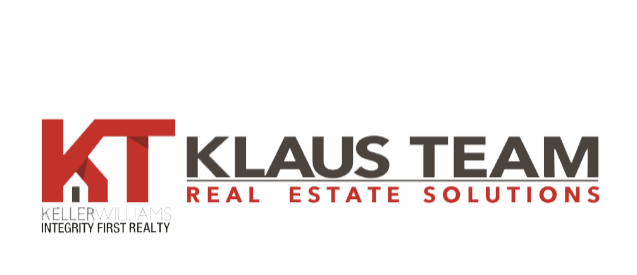 KT
KLAUS TEAM
REAL ESTATE SOLUTIONS
KELLERWILLIAMS
INTEGRITY FIRST REALTY